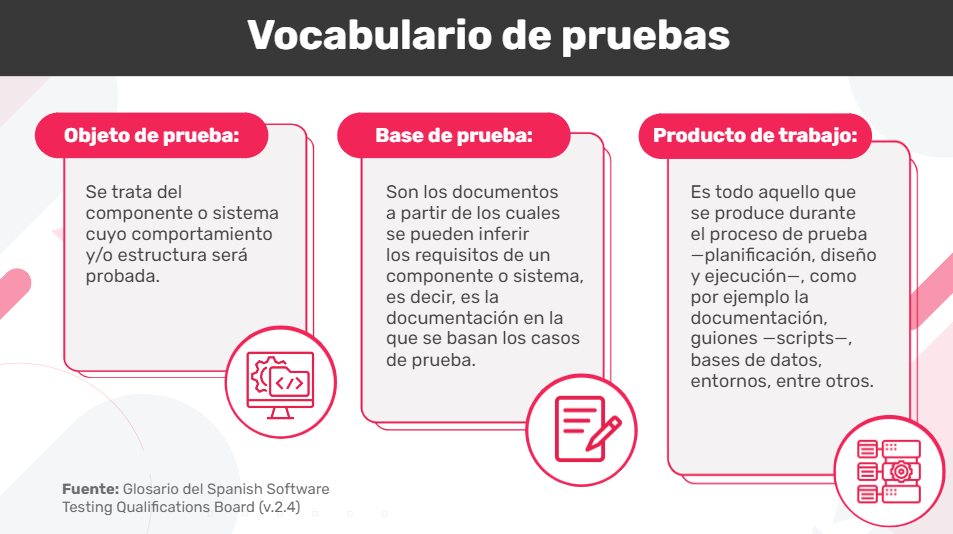 Vocabulario de pruebas
Objeto de prueba:
Se trata del
componente o sistema
cuyo comportamiento
y/o estructura será
probada.
Base de prueba:
Son los documentos
a partir de los cuales
se pueden inferir
los requisitos de un
componente o sistema,
es decir, es la
documentación en la
que se basan los casos
de prueba.
Producto de trabajo:
Es todo aquello que
se produce durante
el proceso de prueba
—planificación, diseño
y ejecución—, como
por ejemplo la
documentación,
guiones —scripts—,
bases de datos,
entornos, entre otros.
Fuente: Glosario del Spanish Software
Testing Qualifications Board (v.2.4)